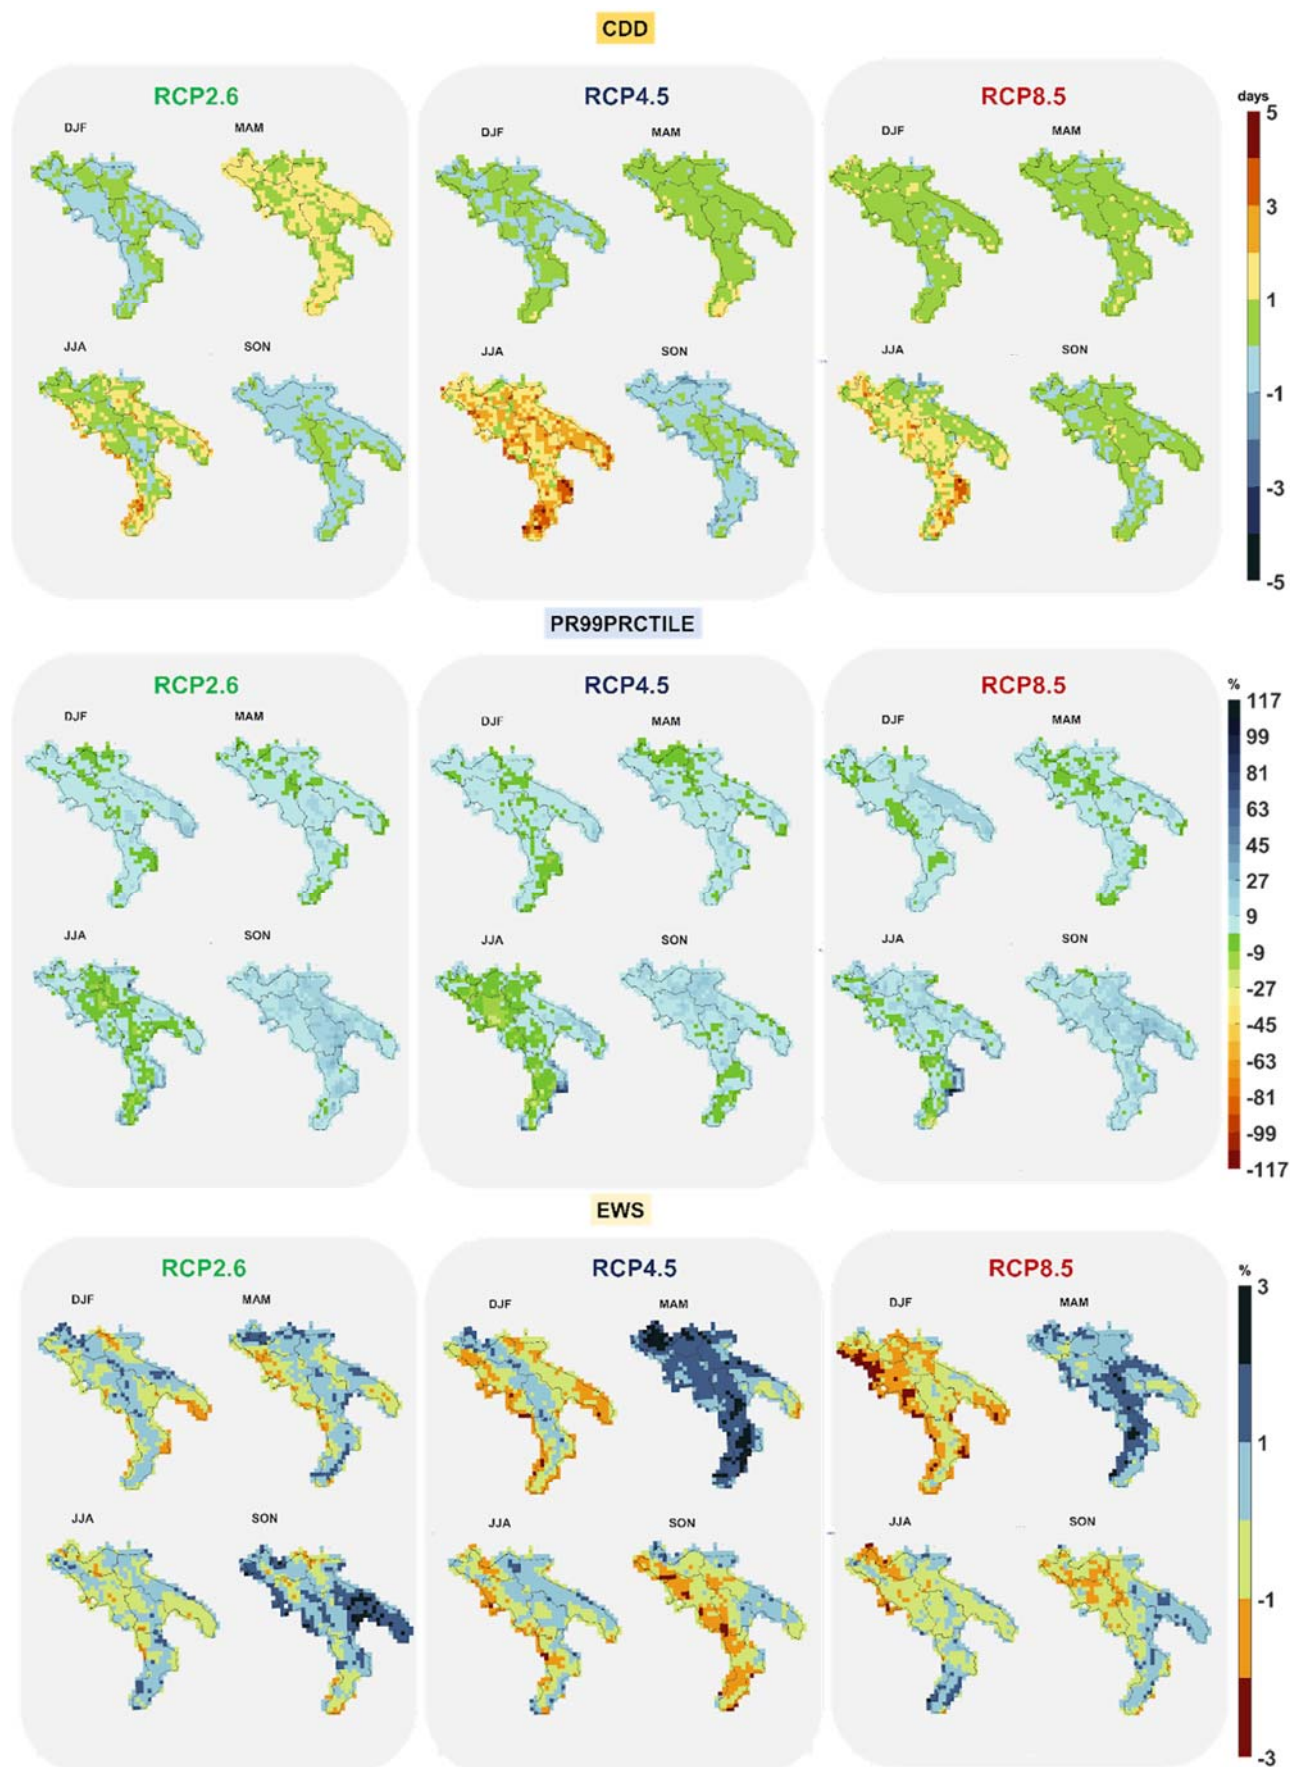 CDD
RCP2.6 RCP4.5 RCP8.5
days
DJF MAM DJF MAM DJF MAM
JJA SON JJA SON JJA SON
5
3
1
-1
-3
-5
PR99PRCTILE
RCP2.6 RCP4.5 RCP8.5
%
DJF MAM DJF MAM DJF MAM
JJA SON JJA SON JJA SON
117
99
81
63
45
27
9
-9
-27
-45
-63
-81
-99
-117
EWS
RCP2.6 RCP4.5 RCP8.5
%
DJF MAM DJF MAM DJF MAM
JJA SON JJA SON JJA SON
3
1
-1
-3